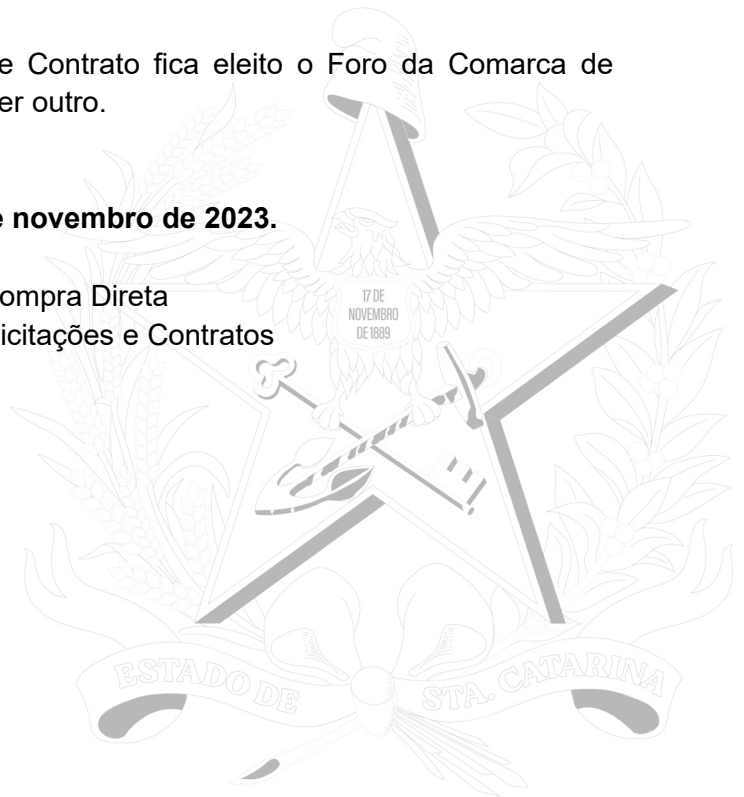 e Contrato fica eleito o Foro da Comarca de
er outro.
e novembro de 2023.
ompra Direta
icitações e Contratos
17 DE
NOVEMBRO
DE 1889
ESTADO DE STA. CATARINA